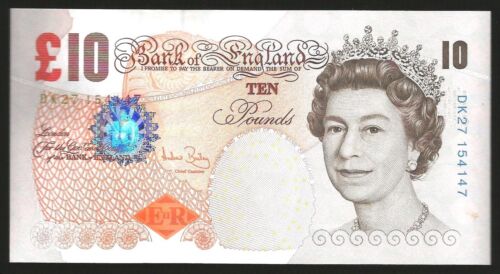 £10
Bank of England
10
I PROMISE TO PAY THE BEARER ON DEMAND THE SUM OF
TEN
Pounds
DK27 154147
DK27 154147
London
For the Gov. and Comp.
of the BANK of ENGLAND
Andrew Bailey
Chief Cashier
EIIR